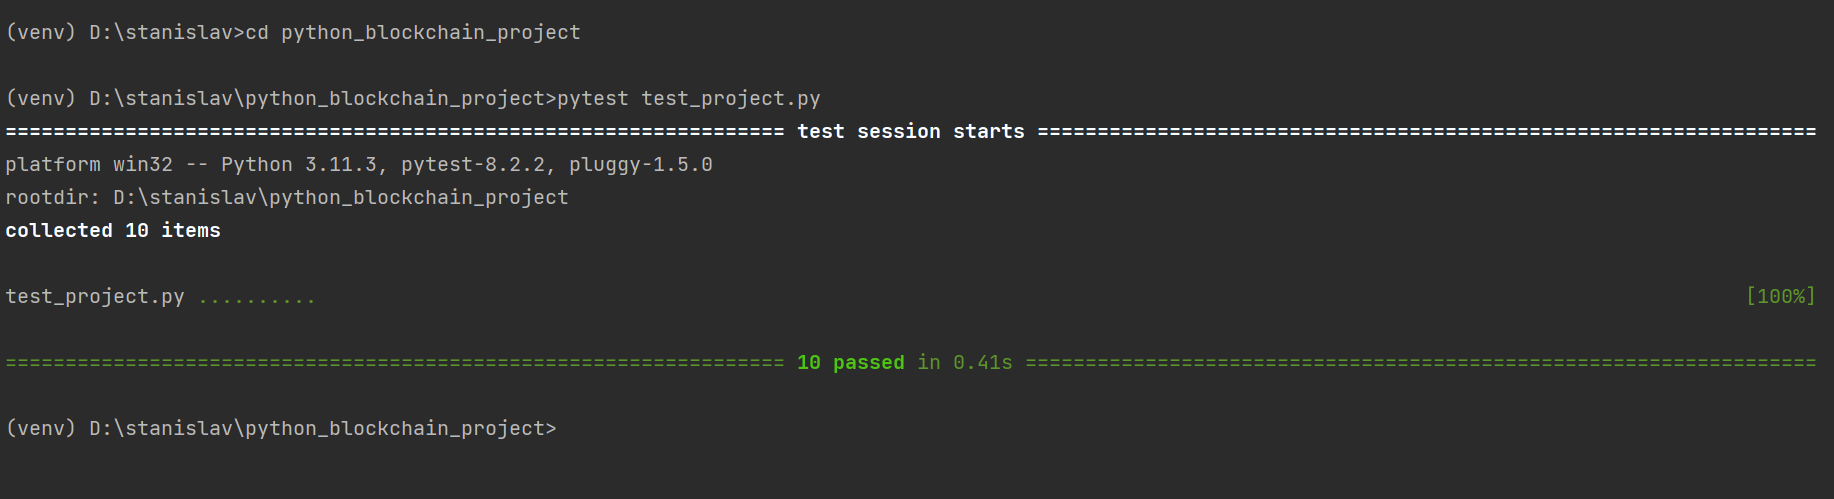 (venv) D:\stanislav>cd python_blockchain_project
(venv) D:\stanislav\python_blockchain_project>pytest test_project.py
================================================================= test session starts =================================================================
platform win32 -- Python 3.11.3, pytest-8.2.2, pluggy-1.5.0
rootdir: D:\stanislav\python_blockchain_project
collected 10 items
test_project.py .......... [100%]
================================================================= 10 passed in 0.41s ==================================================================
(venv) D:\stanislav\python_blockchain_project>